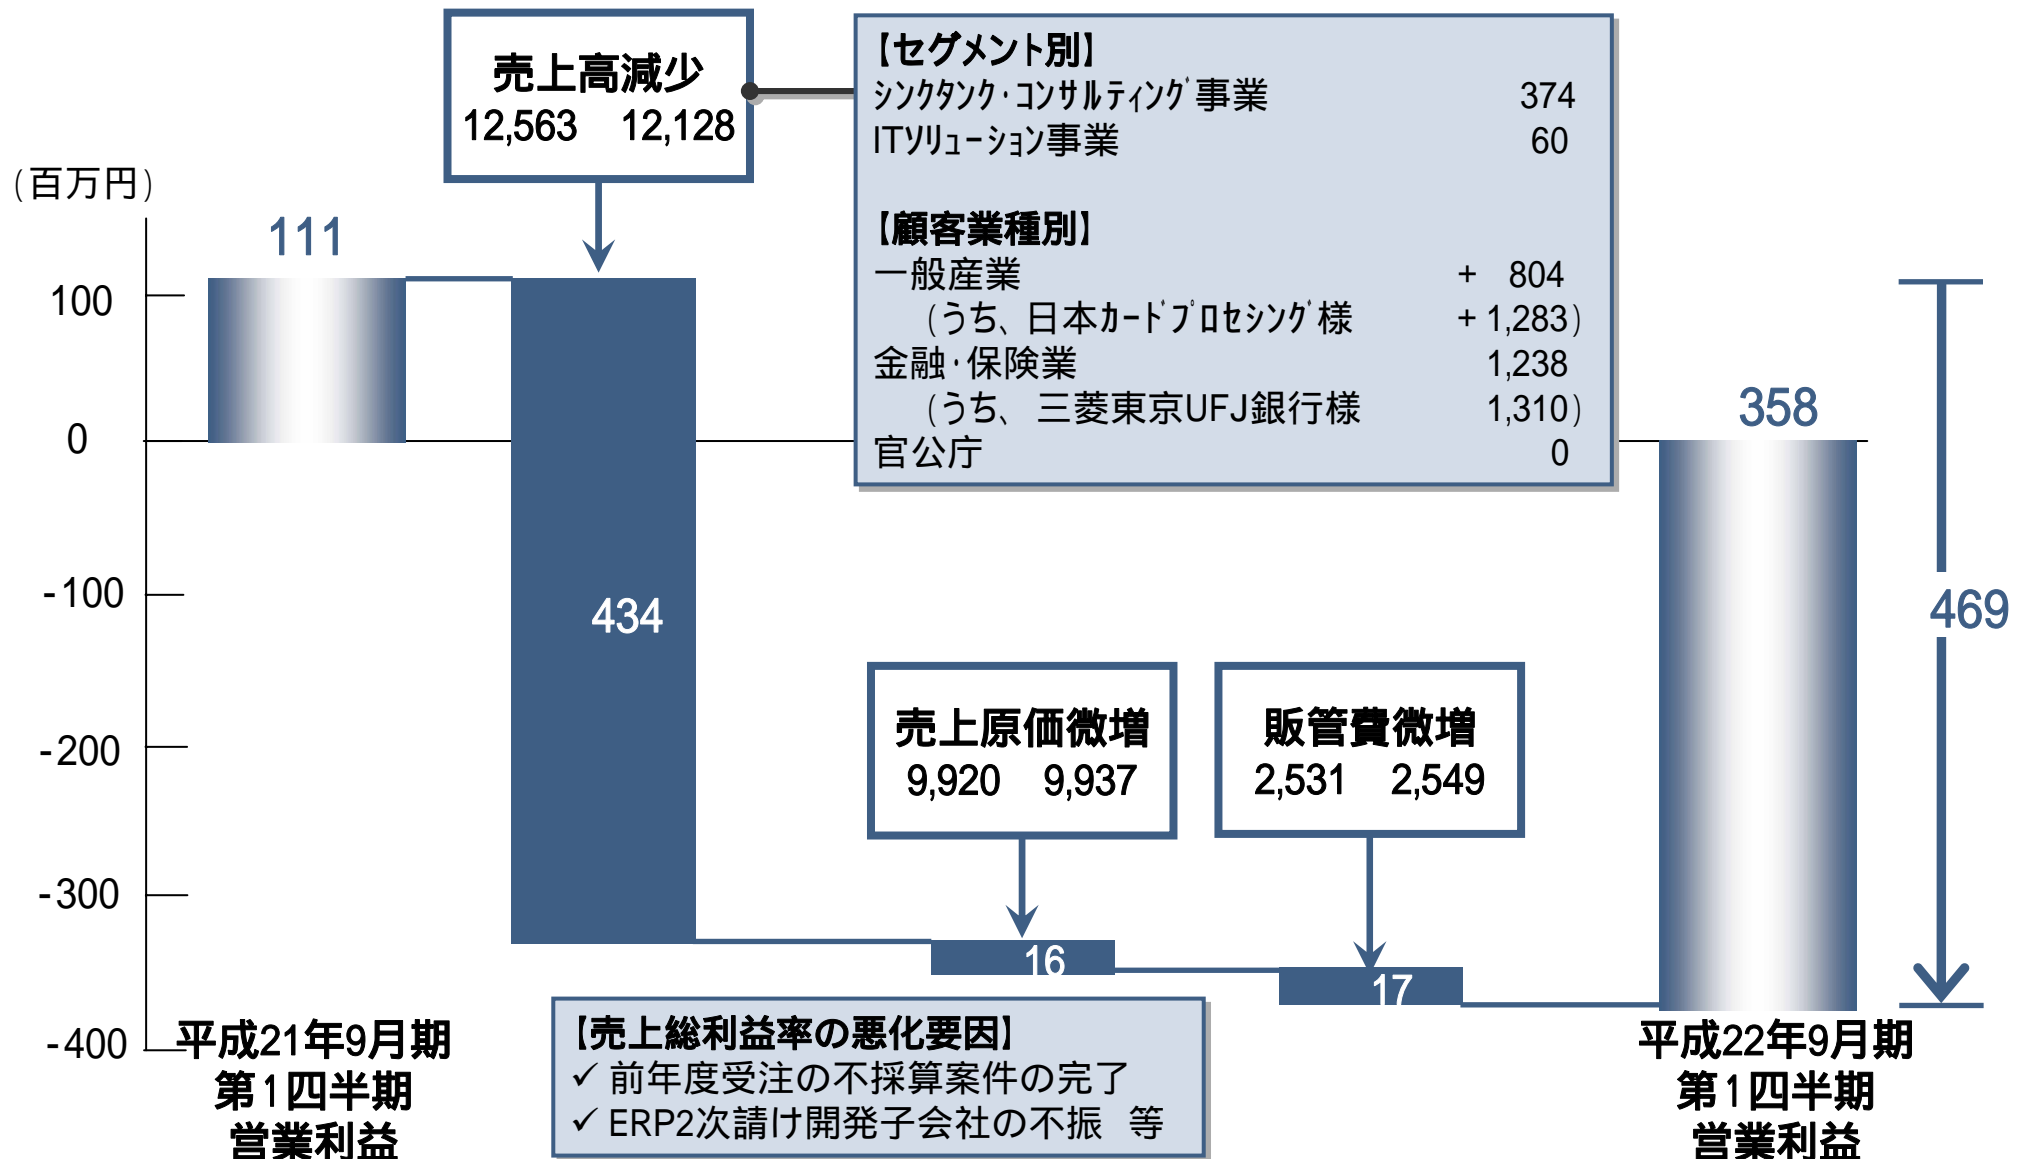 売上高減少
12,563 12,128
【セグメント別】
シンクタンク・コンサルティング事業 374
ITソリューション事業 60
【顧客業種別】
一般産業 + 804
(うち、日本カードプロセシング様 + 1,283)
金融・保険業 1,238
(うち、三菱東京UFJ銀行様 1,310)
官公庁 0
(百万円)
111
100
0
-100
-200
-300
-400
434
358
469
売上原価微増
9,920 9,937
販管費微増
2,531 2,549
16
17
【売上総利益率の悪化要因】
✓ 前年度受注の不採算案件の完了
✓ ERP2次請け開発子会社の不振 等
平成21年9月期
第1四半期
営業利益
平成22年9月期
第1四半期
営業利益